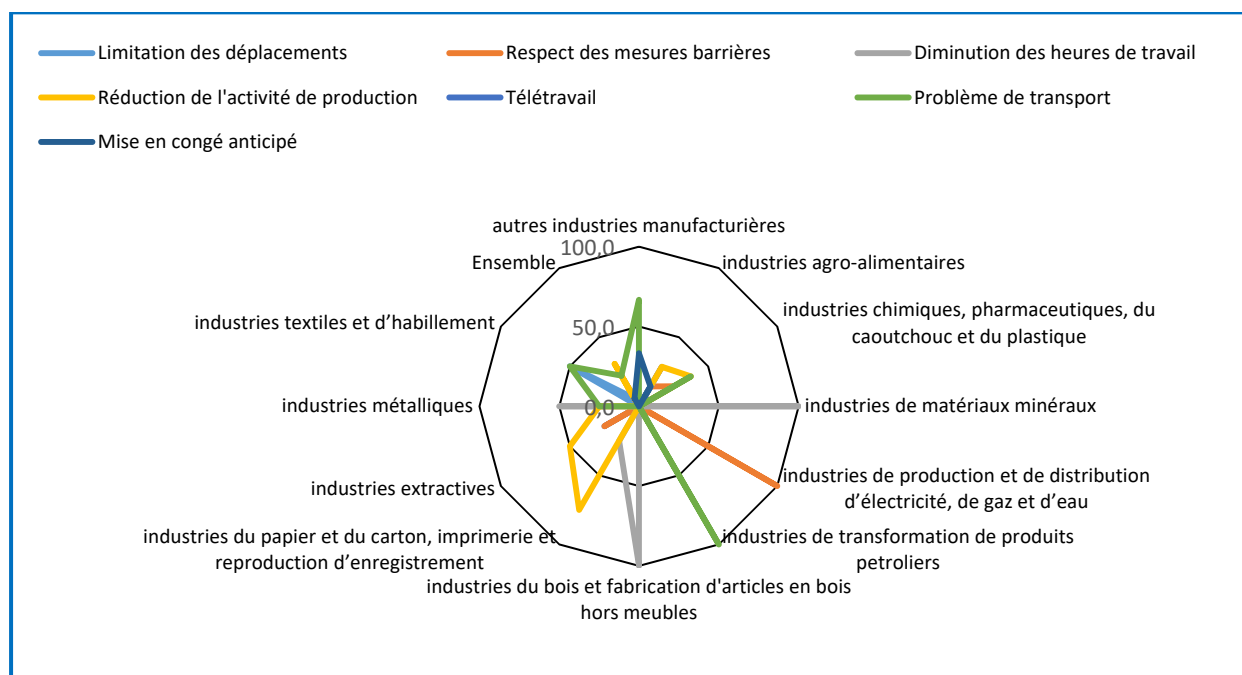 Limitation des déplacements
Respect des mesures barrières
Diminution des heures de travail
Réduction de l'activité de production
Télétravail
Problème de transport
Mise en congé anticipé
autres industries manufacturières
100,0
Ensemble
industries agro-alimentaires
industries textiles et d’habillement
50,0
industries chimiques, pharmaceutiques, du
caoutchouc et du plastique
industries métalliques
0,0
industries de matériaux minéraux
industries extractives
industries de production et de distribution
d’électricité, de gaz et d’eau
industries du papier et du carton, imprimerie et
reproduction d’enregistrement
industries de transformation de produits
petroliers
industries du bois et fabrication d'articles en bois
hors meubles